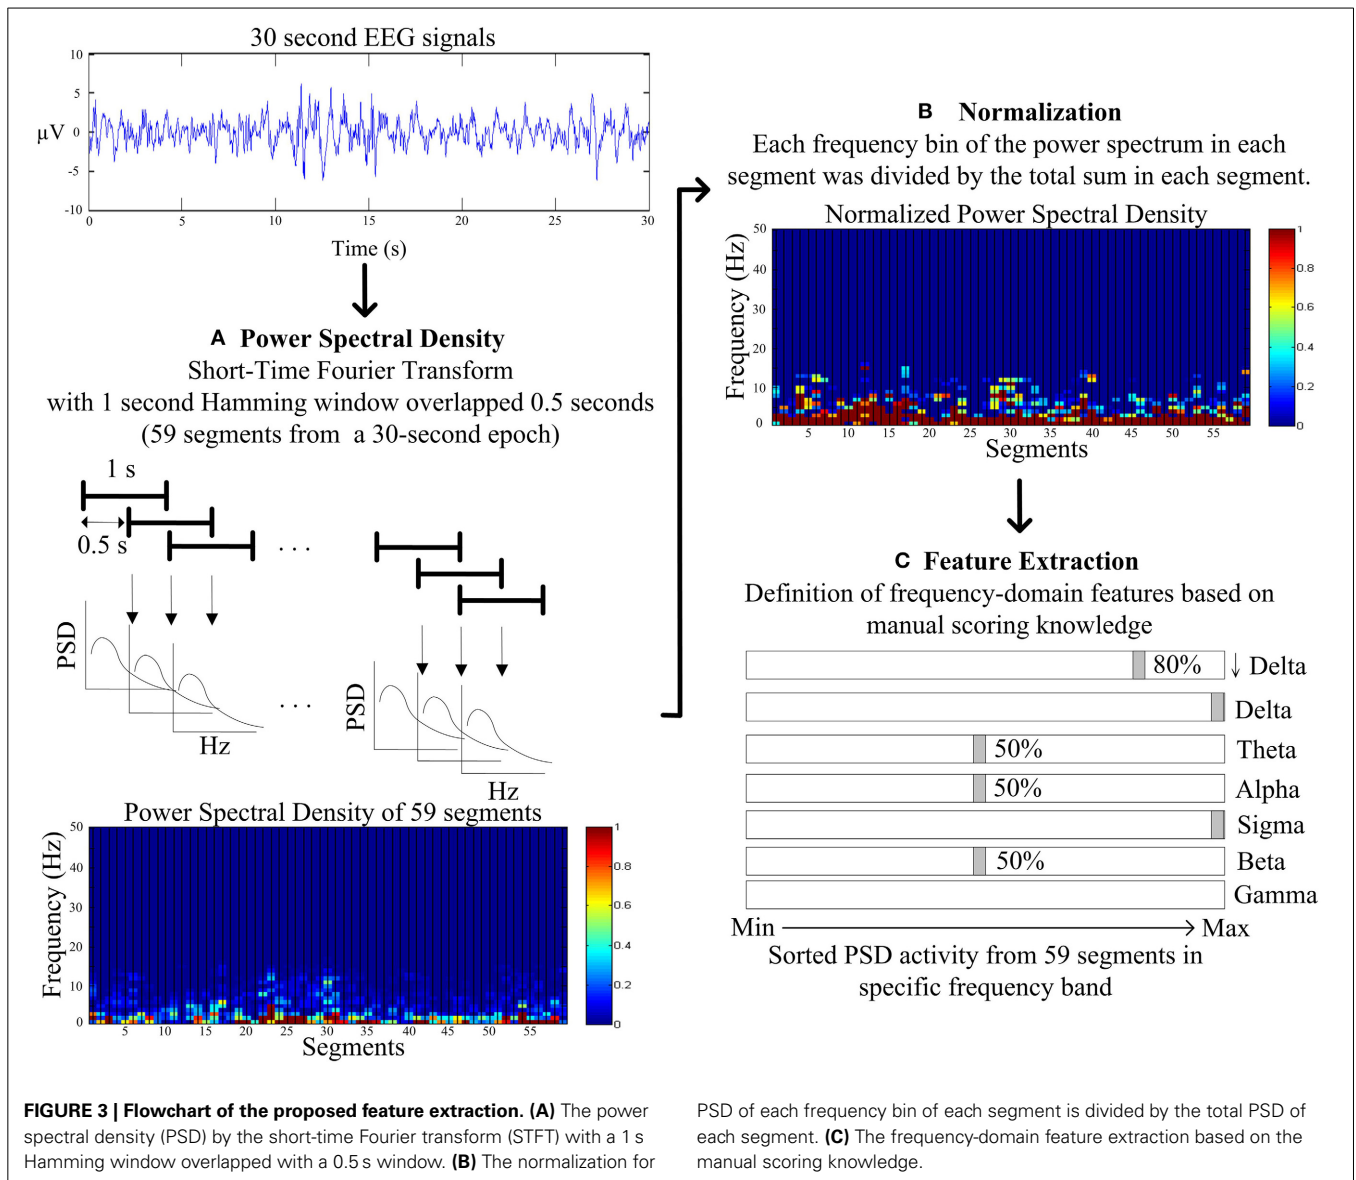 30 second EEG signals
10
5
0
-5
-10
µV
0 5 10 15 20 25 30
Time (s)
A Power Spectral Density
Short-Time Fourier Transform
with 1 second Hamming window overlapped 0.5 seconds
(59 segments from a 30-second epoch)
1 s
0.5 s
. . .
PSD
Hz
. . .
PSD
Hz
Power Spectral Density of 59 segments
50
40
30
20
10
0
Frequency (Hz)
5 10 15 20 25 30 35 40 45 50 55
Segments
1
0.8
0.6
0.4
0.2
0
B Normalization
Each frequency bin of the power spectrum in each
segment was divided by the total sum in each segment.
Normalized Power Spectral Density
50
40
30
20
10
0
Frequency (Hz)
5 10 15 20 25 30 35 40 45 50 55
Segments
1
0.8
0.6
0.4
0.2
0
C Feature Extraction
Definition of frequency-domain features based on
manual scoring knowledge
80% ↓ Delta
Delta
50% Theta
50% Alpha
Sigma
50% Beta
Gamma
Min Max
Sorted PSD activity from 59 segments in
specific frequency band
FIGURE 3 | Flowchart of the proposed feature extraction. (A) The power
spectral density (PSD) by the short-time Fourier transform (STFT) with a 1 s
Hamming window overlapped with a 0.5 s window. (B) The normalization for
PSD of each frequency bin of each segment is divided by the total PSD of
each segment. (C) The frequency-domain feature extraction based on the
manual scoring knowledge.